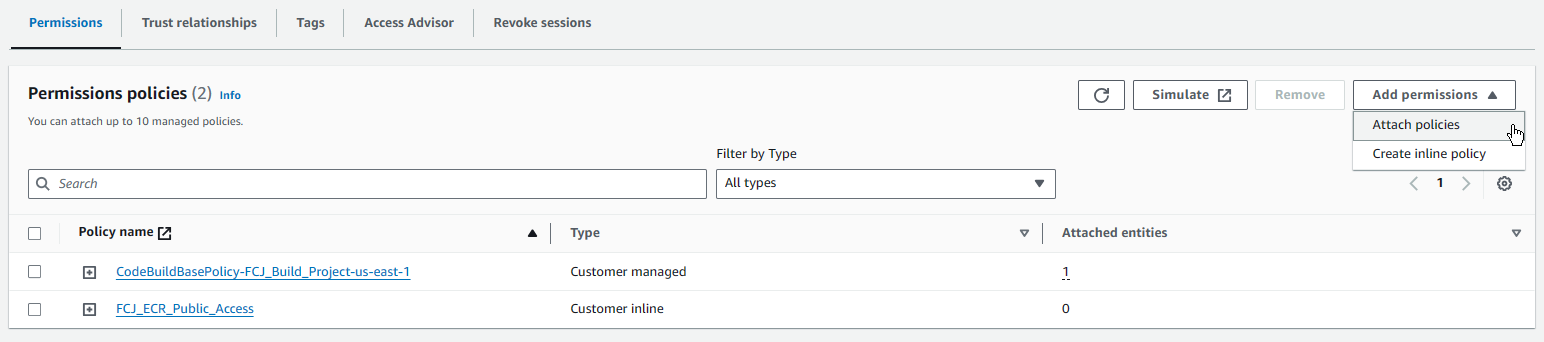 Permissions
Trust relationships
Tags
Access Advisor
Revoke sessions
Permissions policies (2) Info
Simulate
Remove
Add permissions
You can attach up to 10 managed policies.
Attach policies
Create inline policy
Filter by Type
Search
All types
1
Policy name
Type
Attached entities
CodeBuildBasePolicy-FCJ_Build_Project-us-east-1
Customer managed
1
FCJ_ECR_Public_Access
Customer inline
0